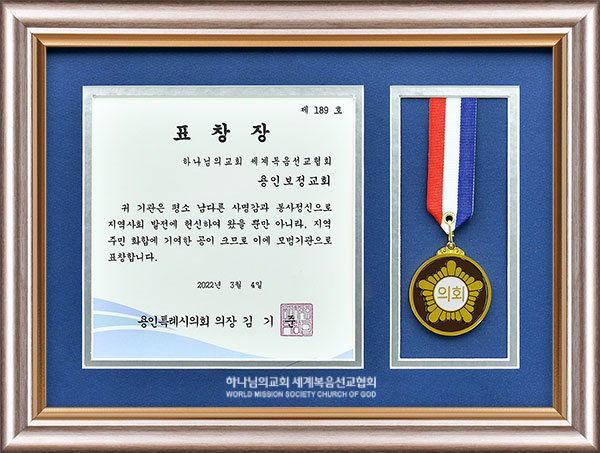 제 189 호
표 창 장
하나님의교회 세계복음선교협회
용인보정교회
귀 기관은 평소 남다른 사명감과 봉사정신으로
지역사회 발전에 헌신하여 왔을 뿐만 아니라, 지역
주민 화합에 기여한 공이 크므로 이에 모범기관으로
표창합니다.
2022년 3월 4일
용인특례시의회 의장 김 기 준
의회
하나님의교회 세계복음선교협회
WORLD MISSION SOCIETY CHURCH OF GOD